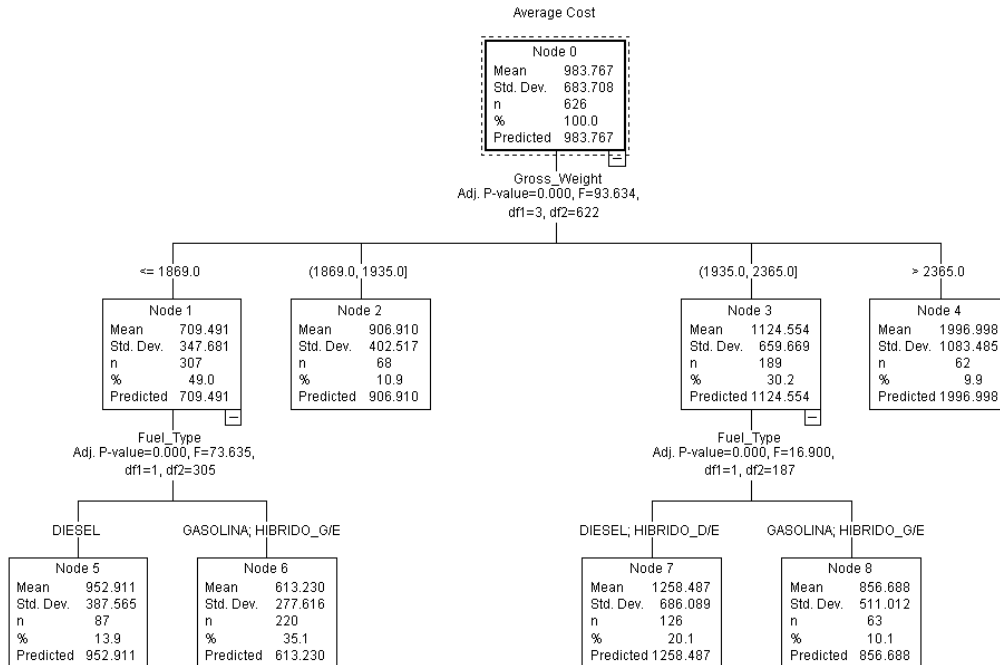 Average Cost
Node 0
Mean 983.767
Std. Dev. 683.708
n 626
% 100.0
Predicted 983.767
Gross_Weight
Adj. P-value=0.000, F=93.634,
df1=3, df2=622
<= 1869.0
(1869.0, 1935.0]
(1935.0, 2365.0]
> 2365.0
Node 1
Mean 709.491
Std. Dev. 347.681
n 307
% 49.0
Predicted 709.491
Node 2
Mean 906.910
Std. Dev. 402.517
n 68
% 10.9
Predicted 906.910
Node 3
Mean 1124.554
Std. Dev. 659.669
n 189
% 30.2
Predicted 1124.554
Node 4
Mean 1996.998
Std. Dev. 1083.485
n 62
% 9.9
Predicted 1996.998
Fuel_Type
Adj. P-value=0.000, F=73.635,
df1=1, df2=305
Fuel_Type
Adj. P-value=0.000, F=16.900,
df1=1, df2=187
DIESEL
GASOLINA; HIBRIDO_G/E
DIESEL; HIBRIDO_D/E
GASOLINA; HIBRIDO_G/E
Node 5
Mean 952.911
Std. Dev. 387.565
n 87
% 13.9
Predicted 952.911
Node 6
Mean 613.230
Std. Dev. 277.616
n 220
% 35.1
Predicted 613.230
Node 7
Mean 1258.487
Std. Dev. 686.089
n 126
% 20.1
Predicted 1258.487
Node 8
Mean 856.688
Std. Dev. 511.012
n 63
% 10.1
Predicted 856.688